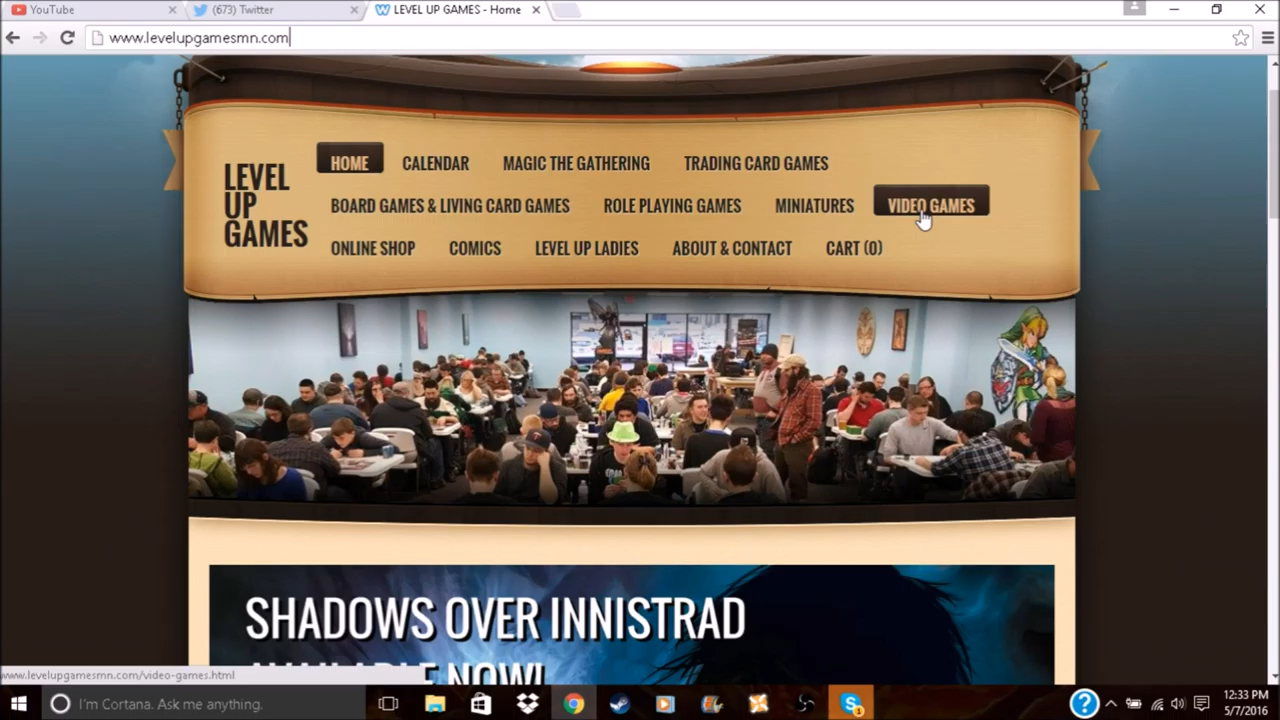 YouTube
(673) Twitter
LEVEL UP GAMES - Home
www.levelupgamesmn.com
LEVEL
UP
GAMES
HOME CALENDAR MAGIC THE GATHERING TRADING CARD GAMES
BOARD GAMES & LIVING CARD GAMES ROLE PLAYING GAMES MINIATURES VIDEO GAMES
ONLINE SHOP COMICS LEVEL UP LADIES ABOUT & CONTACT CART (0)
SHADOWS OVER INNISTRAD
AVAILABLE NOW!
www.levelupgamesmn.com/video-games.html
I'm Cortana. Ask me anything.
1
12:33 PM
5/7/2016